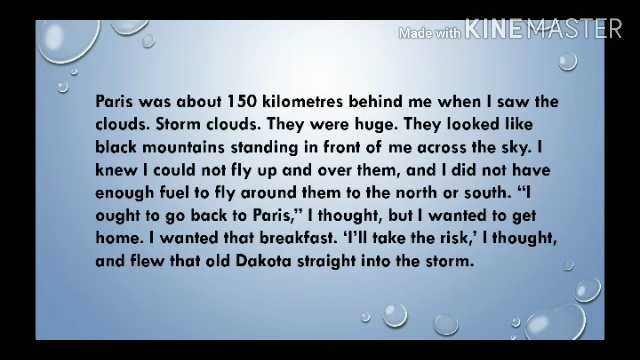 Made with KINEMASTER
Paris was about 150 kilometres behind me when I saw the
clouds. Storm clouds. They were huge. They looked like
black mountains standing in front of me across the sky. I
knew I could not fly up and over them, and I did not have
enough fuel to fly around them to the north or south. “I
ought to go back to Paris,” I thought, but I wanted to get
home. I wanted that breakfast. ‘I’ll take the risk,’ I thought,
and flew that old Dakota straight into the storm.